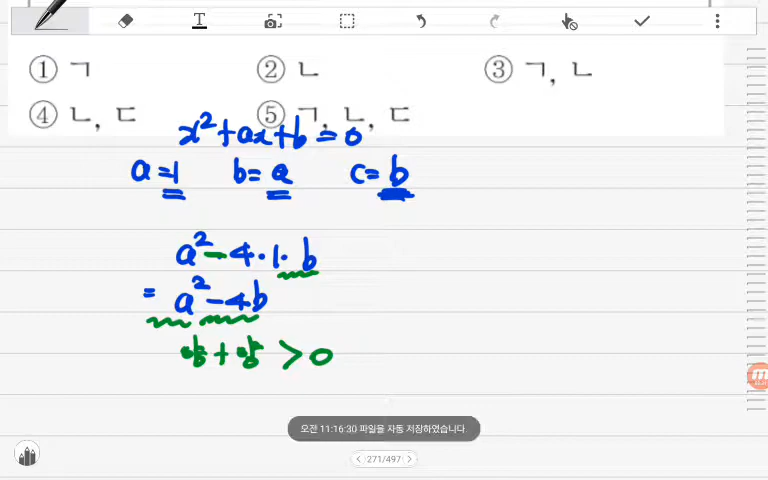 T
① ㄱ ② ㄴ ③ ㄱ, ㄴ
④ ㄴ, ㄷ ⑤ ㄱ, ㄴ, ㄷ
x²+ax+b=0
a=1 b=a c=b
a²-4·1·b
= a²-4b
양+양 >0
오전 11:16:30 파일을 자동 저장하였습니다.
271/497